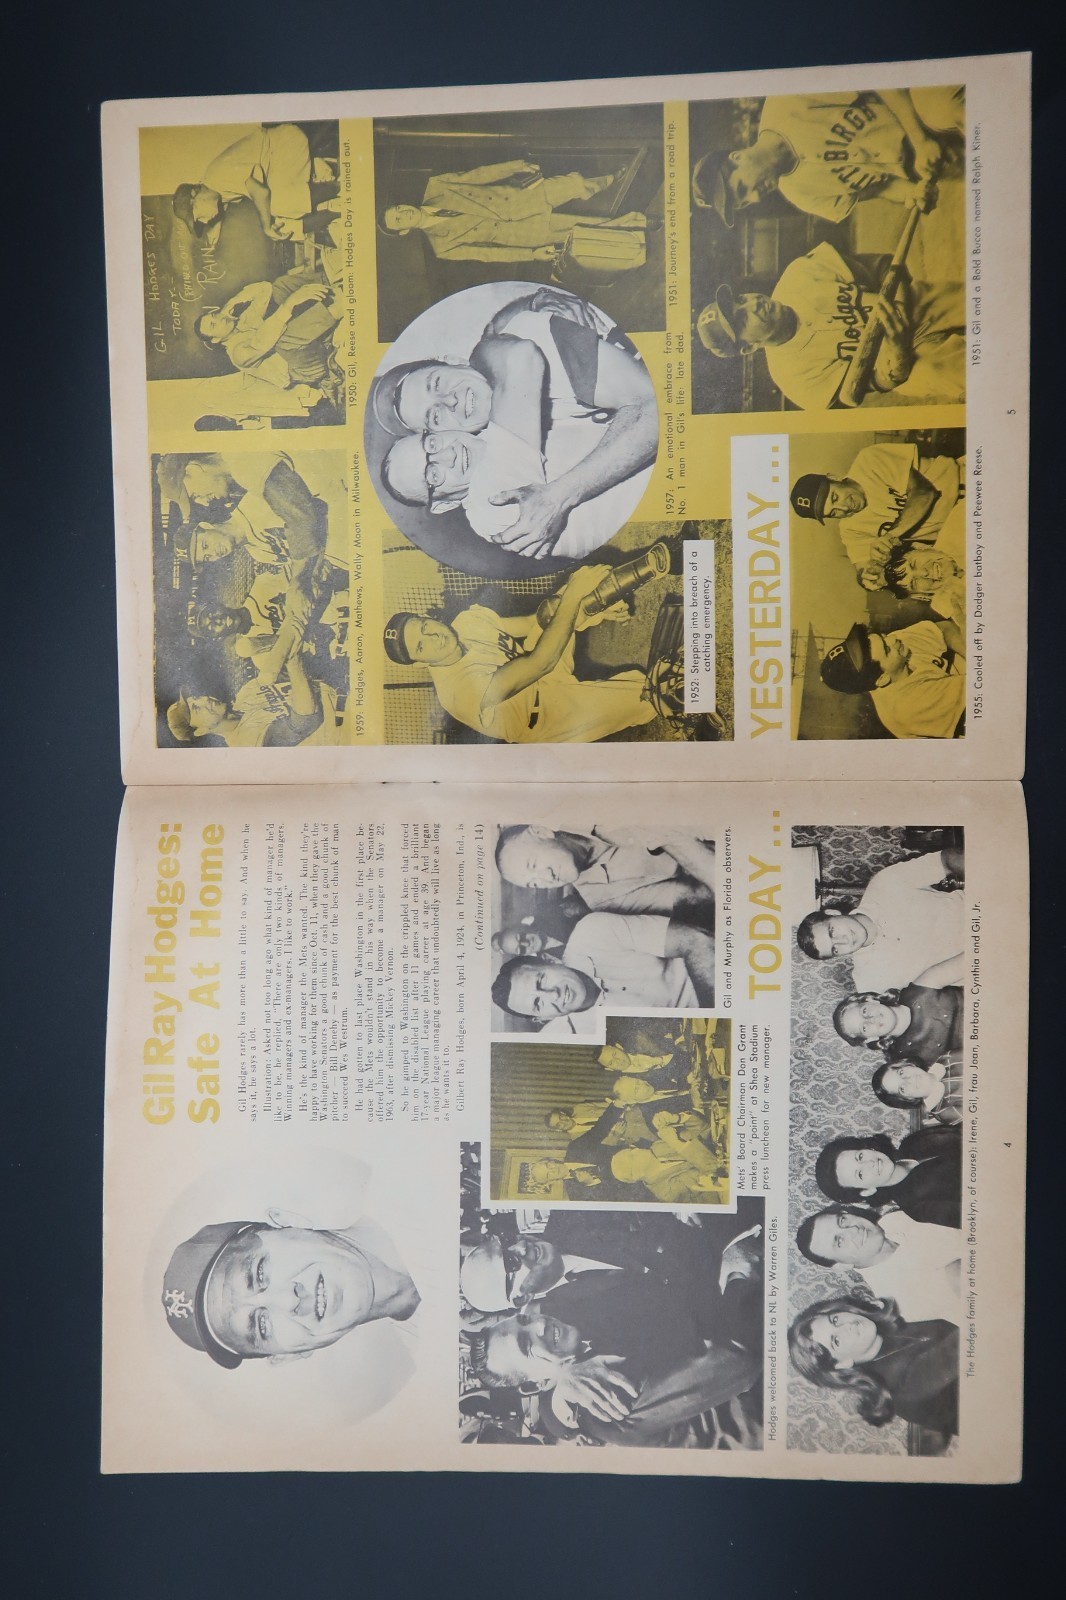 Gil Ray Hodges:
Safe At Home
Gil Hodges rarely has more than a little to say. And when he
says it, he says a lot.
Illustration: Asked not too long ago what kind of manager he'd
like to be, he replied, "There are only two kinds of managers.
Winning managers and ex-managers. I like to work."
He's the kind of manager the Mets wanted. The kind they're
happy to have working for them since Oct. 11, when they gave the
Washington Senators a good chunk of cash and a good chunk of
pitcher — Bill Denehy — as payment for the best chunk of man
to succeed Wes Westrum.
He had gotten to last place Washington in the first place be-
cause the Mets wouldn't stand in his way when the Senators
offered him the opportunity to become a manager on May 22,
1963, after dismissing Mickey Vernon.
So he gimped to Washington on the crippled knee that forced
him on the disabled list after 11 games and ended a brilliant
17-year National League playing career at age 39. And began
a major league managing career that undoubtedly will live as long
as he wants it to.
Gilbert Ray Hodges, born April 4, 1924, in Princeton, Ind., is
(Continued on page 14)
Mets' Board Chairman Don Grant
makes a "point" at Shea Stadium
press luncheon for new manager.
Gil and Murphy as Florida observers.
Hodges welcomed back to NL by Warren Giles.
TODAY ...
The Hodges family at home (Brooklyn, of course): Irene, Gil, frau Joan, Barbara, Cynthia and Gil, Jr.
4
GIL HODGES DAY
TODAY-
RAIN
1959: Hodges, Aaron, Mathews, Wally Moon in Milwaukee.
1950: Gil, Reese and gloom: Hodges Day is rained out.
B
1952: Stepping into breach of a
catching emergency.
1957: An emotional embrace from
No. 1 man in Gil's life: late dad.
1951: Journey's end from a road trip.
YESTERDAY ...
B
B
Dodgers
PITTSBURGH
1955: Cooled off by Dodger batboy and Peewee Reese.
1951: Gil and a Bold Bucco named Ralph Kiner.
5